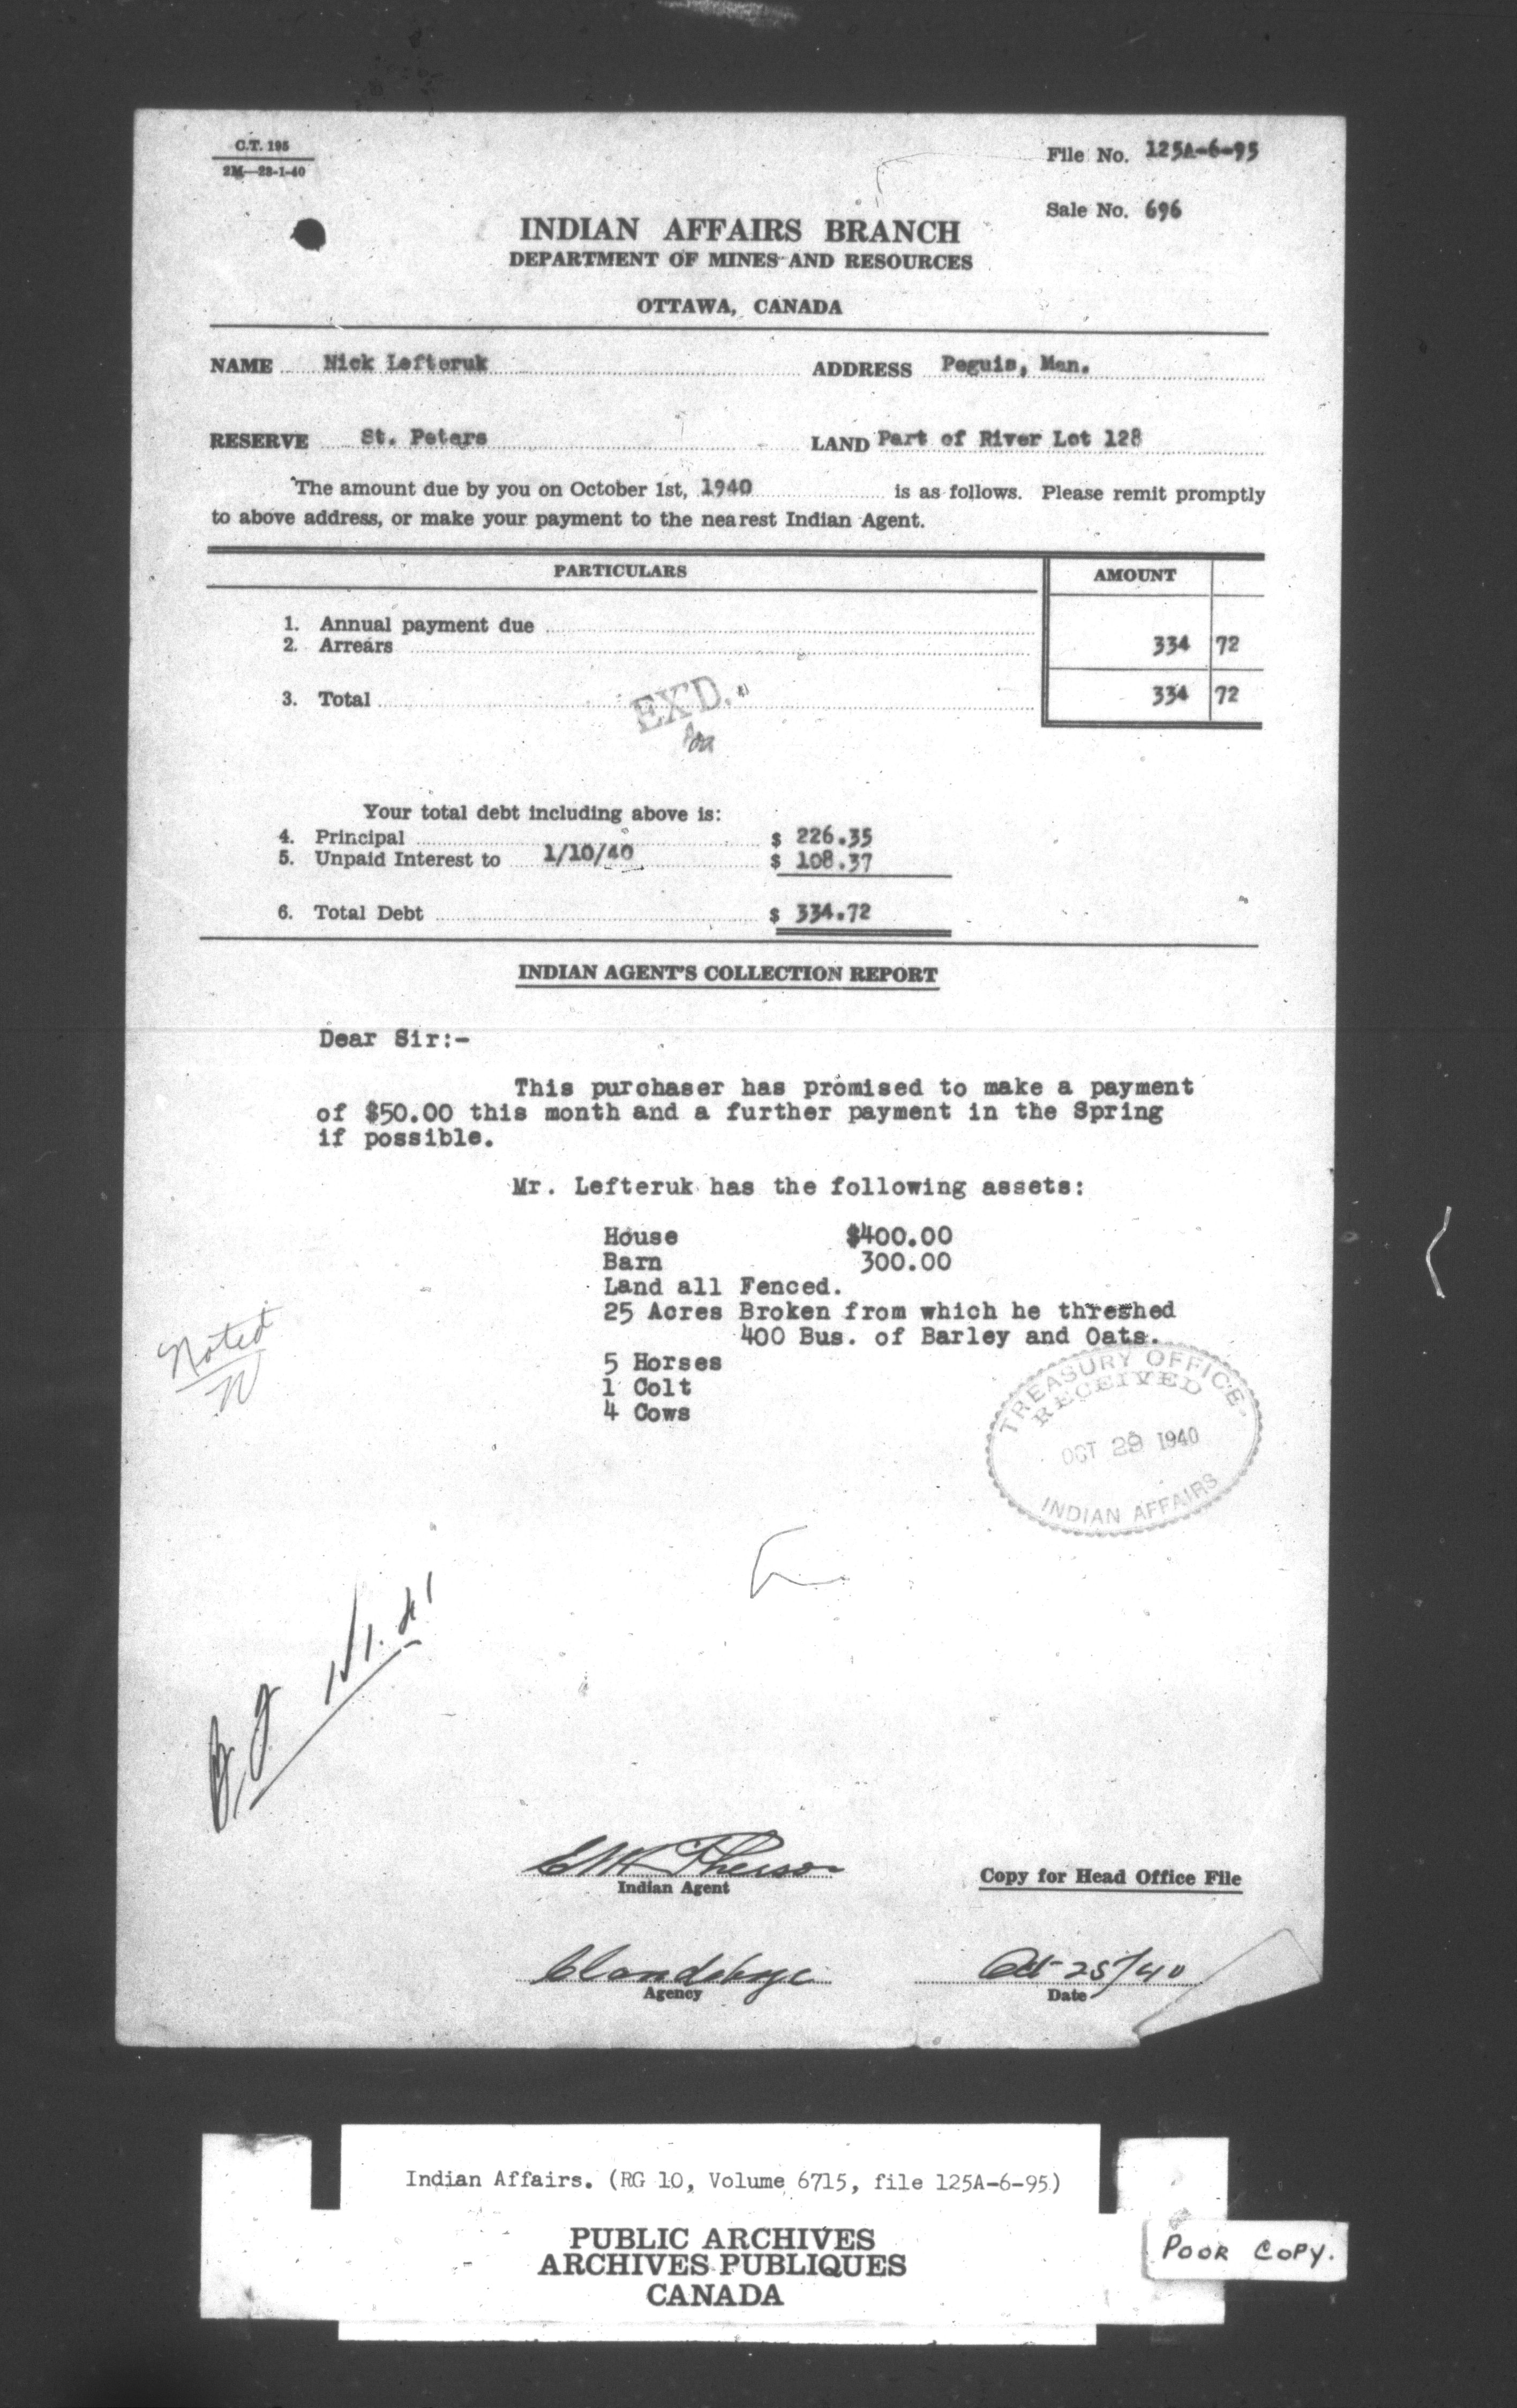 C.T. 195
2M—23-1-40
File No. 125A-6-95
Sale No. 696
INDIAN AFFAIRS BRANCH
DEPARTMENT OF MINES AND RESOURCES
OTTAWA, CANADA
NAME Nick Lefteruk ADDRESS Peguis, Man.
RESERVE St. Peters LAND Part of River Lot 128
The amount due by you on October 1st, 1940 is as follows. Please remit promptly
to above address, or make your payment to the nearest Indian Agent.
PARTICULARS AMOUNT
1. Annual payment due
2. Arrears 334 72
3. Total 334 72
EX'D.
Your total debt including above is:
4. Principal $ 226.35
5. Unpaid Interest to 1/10/40 $ 108.37
6. Total Debt $ 334.72
INDIAN AGENT'S COLLECTION REPORT
Dear Sir:-
This purchaser has promised to make a payment
of $50.00 this month and a further payment in the Spring
if possible.
Mr. Lefteruk has the following assets:
House $400.00
Barn 300.00
Land all Fenced.
25 Acres Broken from which he threshed
400 Bus. of Barley and Oats.
5 Horses
1 Colt
4 Cows
Noted
TREASURY OFFICE
RECEIVED
OCT 29 1940
INDIAN AFFAIRS
Indian Agent
Copy for Head Office File
Clandeboye Oct 25/40
Agency Date
Indian Affairs. (RG 10, Volume 6715, file 125A-6-95)
PUBLIC ARCHIVES
ARCHIVES PUBLIQUES
CANADA
POOR COPY.